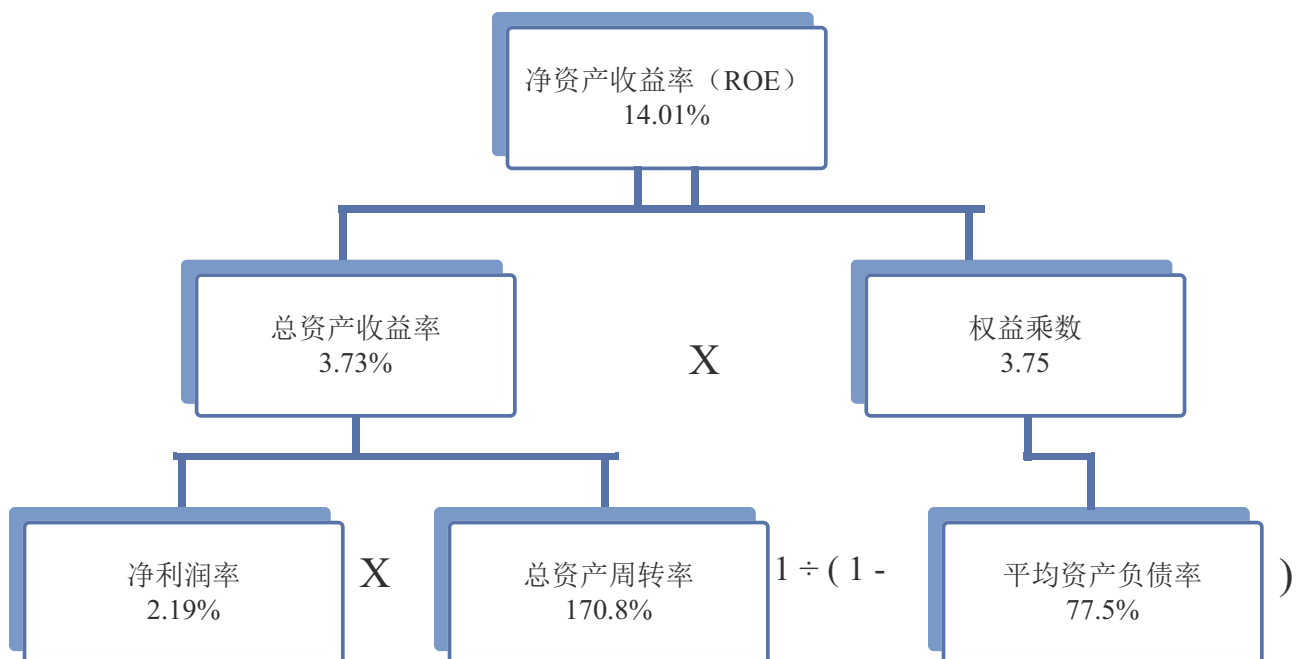 净资产收益率（ROE）
14.01%
总资产收益率
3.73%
X
权益乘数
3.75
净利润率
2.19%
X
总资产周转率
170.8%
1 ÷ ( 1 -
平均资产负债率
77.5%
)